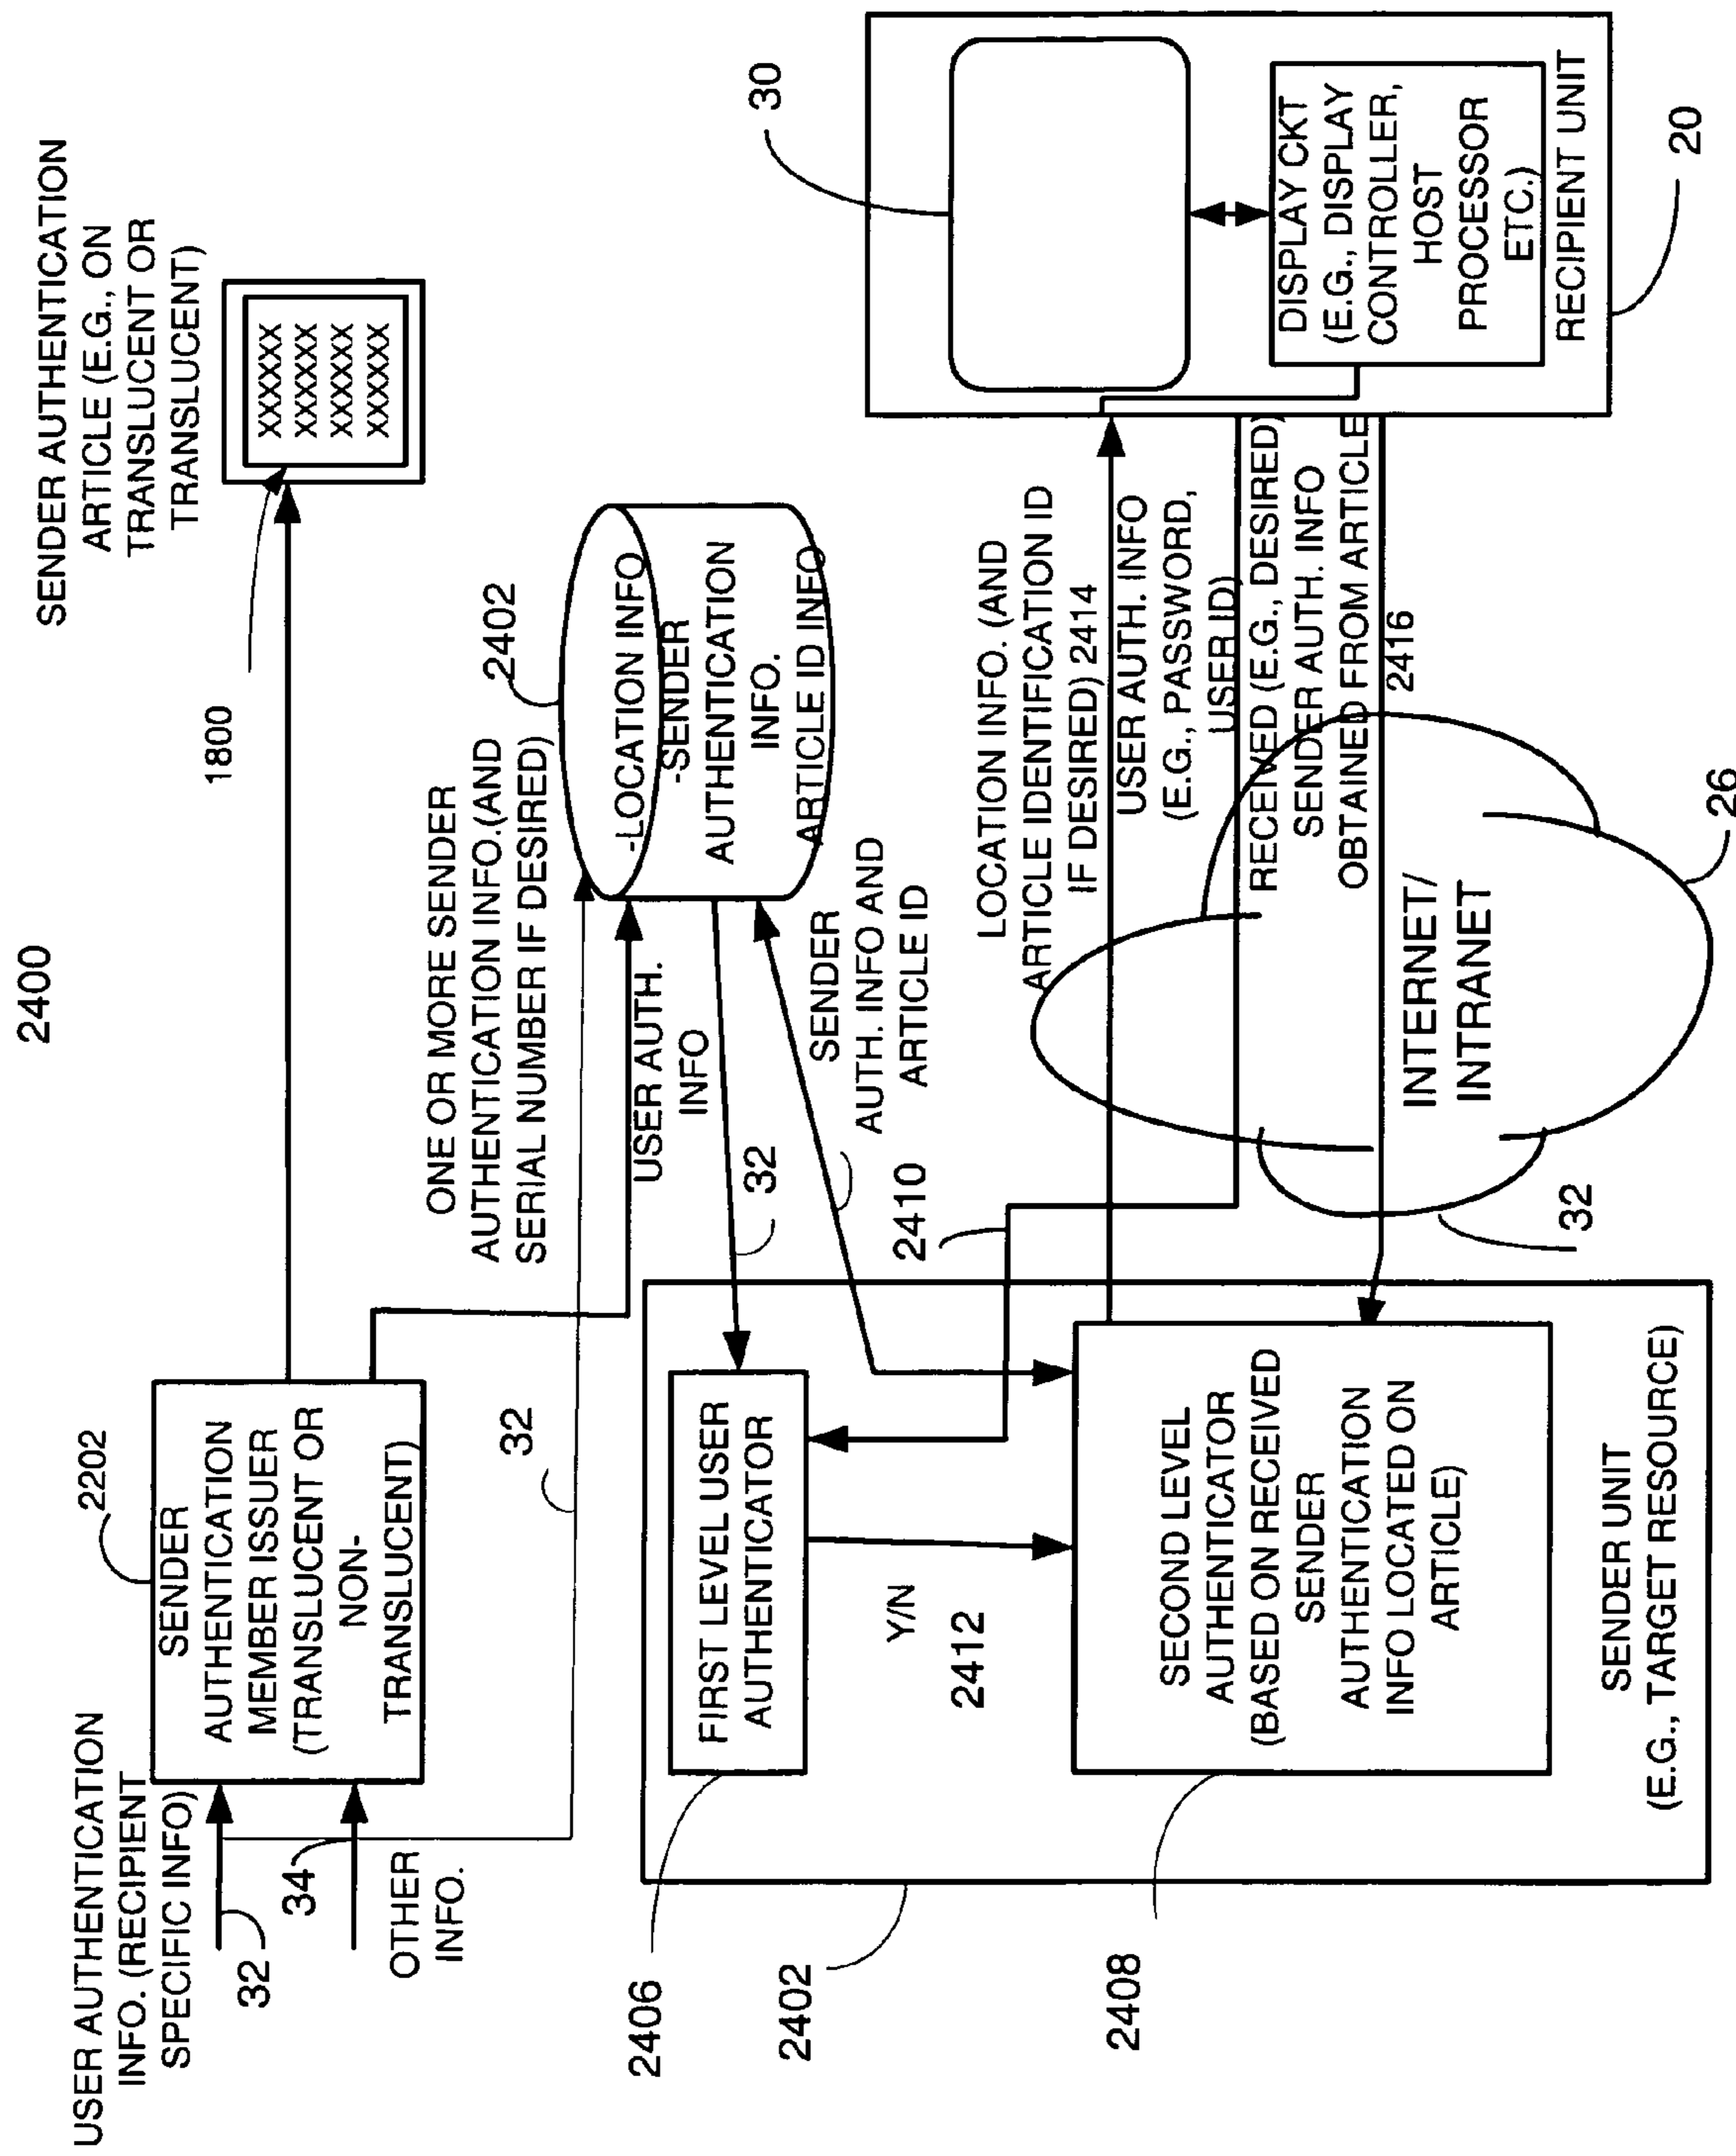 2400
USER AUTHENTICATION
INFO. (RECIPIENT
SPECIFIC INFO)
32
34
OTHER
INFO.
2202
SENDER
AUTHENTICATION
MEMBER ISSUER
(TRANSLUCENT OR
NON-
TRANSLUCENT)
1800
SENDER AUTHENTICATION
ARTICLE (E.G., ON
TRANSLUCENT OR
TRANSLUCENT)
XXXXXX
XXXXXX
XXXXXX
XXXXXX
ONE OR MORE SENDER
AUTHENTICATION INFO.(AND
SERIAL NUMBER IF DESIRED)
32
USER AUTH.
INFO
2402
-LOCATION INFO
-SENDER
AUTHENTICATION
INFO.
ARTICLE ID INFO
32
SENDER
AUTH. INFO AND
ARTICLE ID
2410
2406
FIRST LEVEL USER
AUTHENTICATOR
2402
Y/N
2412
2408
SECOND LEVEL
AUTHENTICATOR
(BASED ON RECEIVED
SENDER
AUTHENTICATION
INFO LOCATED ON
ARTICLE)
SENDER UNIT
(E.G., TARGET RESOURCE)
LOCATION INFO. (AND
ARTICLE IDENTIFICATION ID
IF DESIRED) 2414
USER AUTH. INFO
(E.G., PASSWORD,
USER ID)
RECEIVED (E.G., DESIRED)
SENDER AUTH. INFO
OBTAINED FROM ARTICLE
2416
INTERNET/
INTRANET
32
26
30
DISPLAY CKT
(E.G., DISPLAY
CONTROLLER,
HOST
PROCESSOR
ETC.)
RECIPIENT UNIT
20